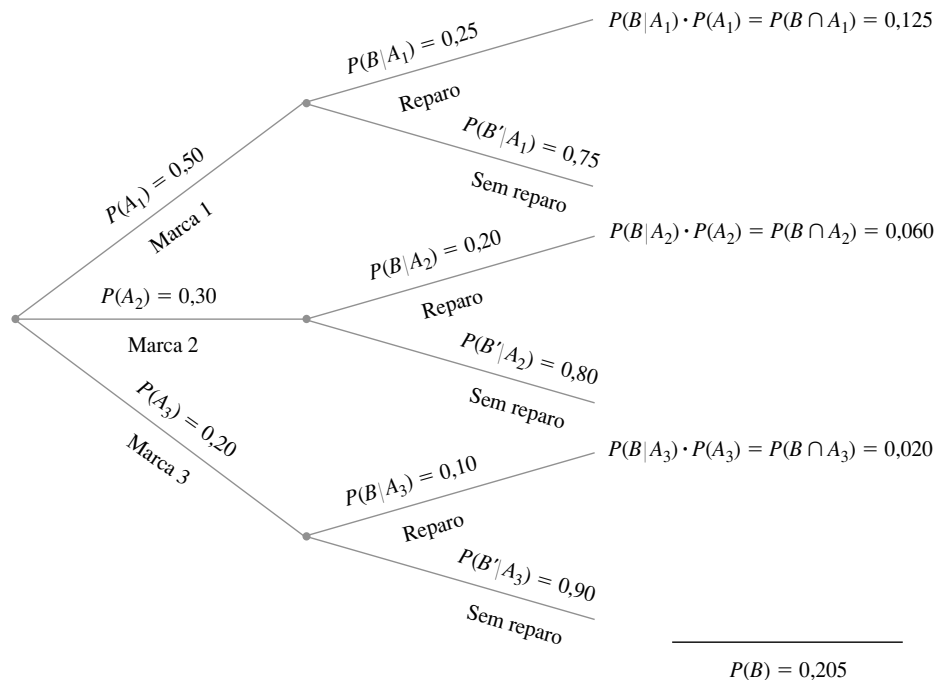 P(B|A₁) · P(A₁) = P(B ∩ A₁) = 0,125
P(B|A₁) = 0,25
Reparo
P(B′|A₁) = 0,75
Sem reparo
P(A₁) = 0,50
Marca 1
P(B|A₂) · P(A₂) = P(B ∩ A₂) = 0,060
P(B|A₂) = 0,20
Reparo
P(A₂) = 0,30
Marca 2
P(B′|A₂) = 0,80
Sem reparo
P(A₃) = 0,20
Marca 3
P(B|A₃) · P(A₃) = P(B ∩ A₃) = 0,020
P(B|A₃) = 0,10
Reparo
P(B′|A₃) = 0,90
Sem reparo
P(B) = 0,205